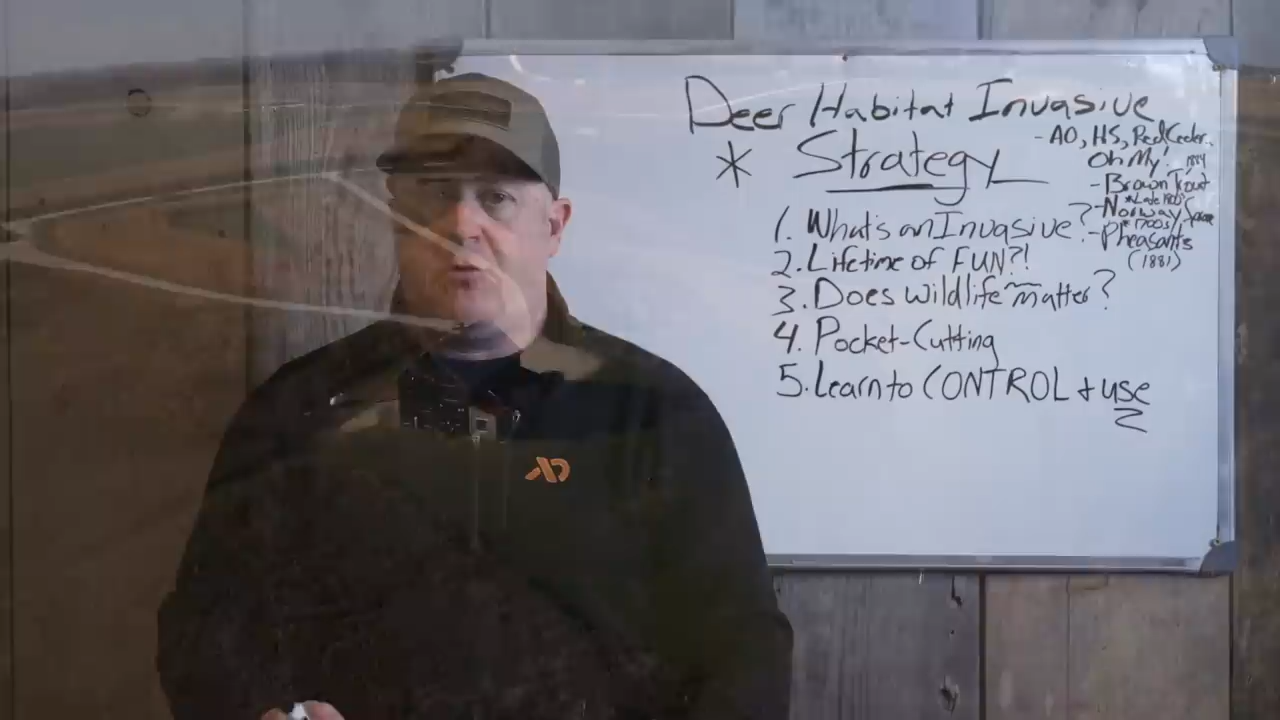 Deer Habitat Invasive
* Strategy
- AO, HS, Red Ceder..
Oh My! 1884
- Brown Trout
* Late 1800s
- Norway Spruce
* 1700s
- Pheasants
(1881)
1. What's an Invasive?
2. Lifetime of FUN?!
3. Does wildlife matter?
4. Pocket-Cutting
5. Learn to CONTROL + use